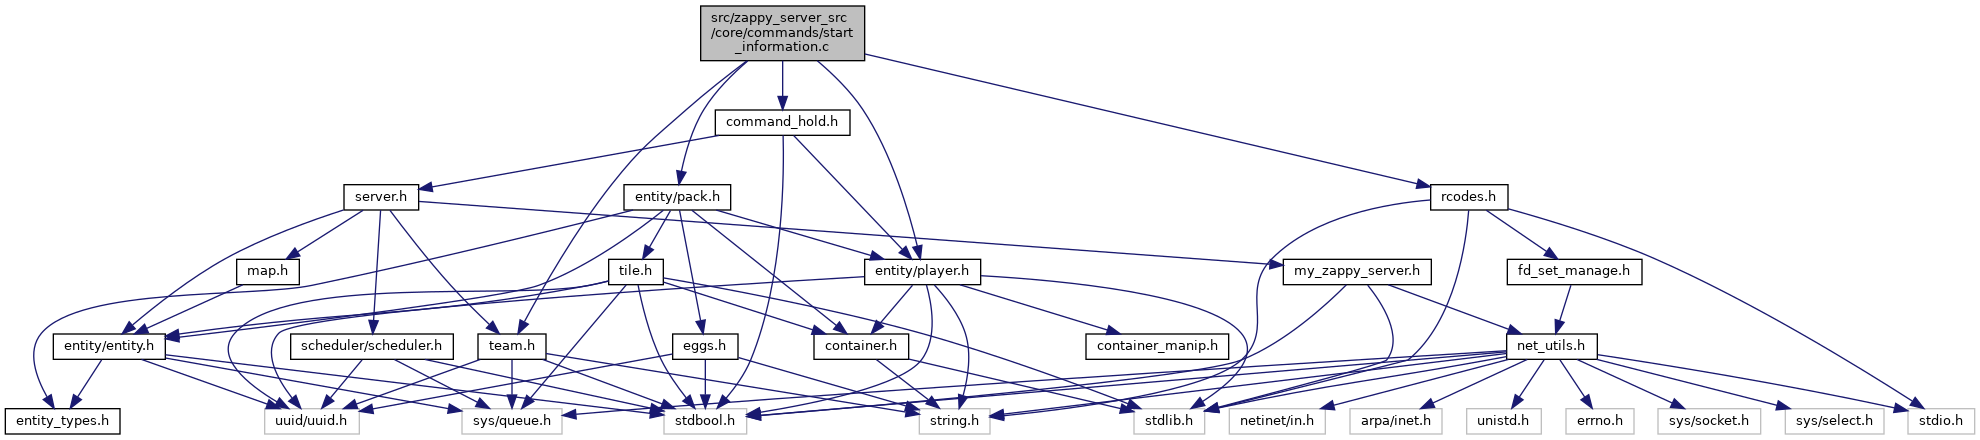 src/zappy_server_src
/core/commands/start
_information.c
command_hold.h
server.h
entity/pack.h
rcodes.h
map.h
tile.h
entity/player.h
my_zappy_server.h
fd_set_manage.h
entity/entity.h
scheduler/scheduler.h
team.h
eggs.h
container.h
container_manip.h
net_utils.h
entity_types.h
uuid/uuid.h
sys/queue.h
stdbool.h
string.h
stdlib.h
netinet/in.h
arpa/inet.h
unistd.h
errno.h
sys/socket.h
sys/select.h
stdio.h